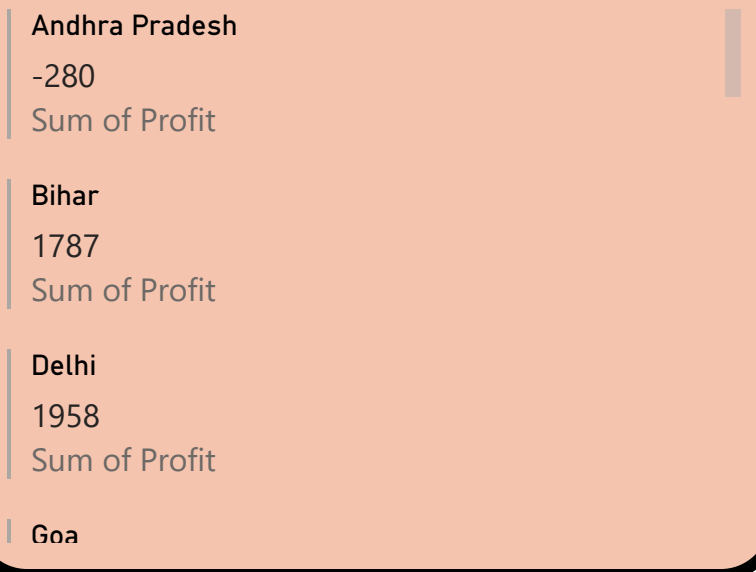 Andhra Pradesh
-280
Sum of Profit
Bihar
1787
Sum of Profit
Delhi
1958
Sum of Profit
Goa